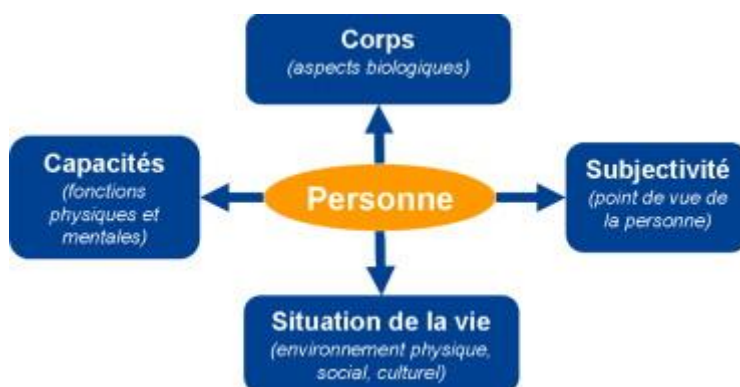 Corps
(aspects biologiques)
Capacités
(fonctions
physiques et
mentales)
Personne
Subjectivité
(point de vue de
la personne)
Situation de la vie
(environnement physique,
social, culturel)